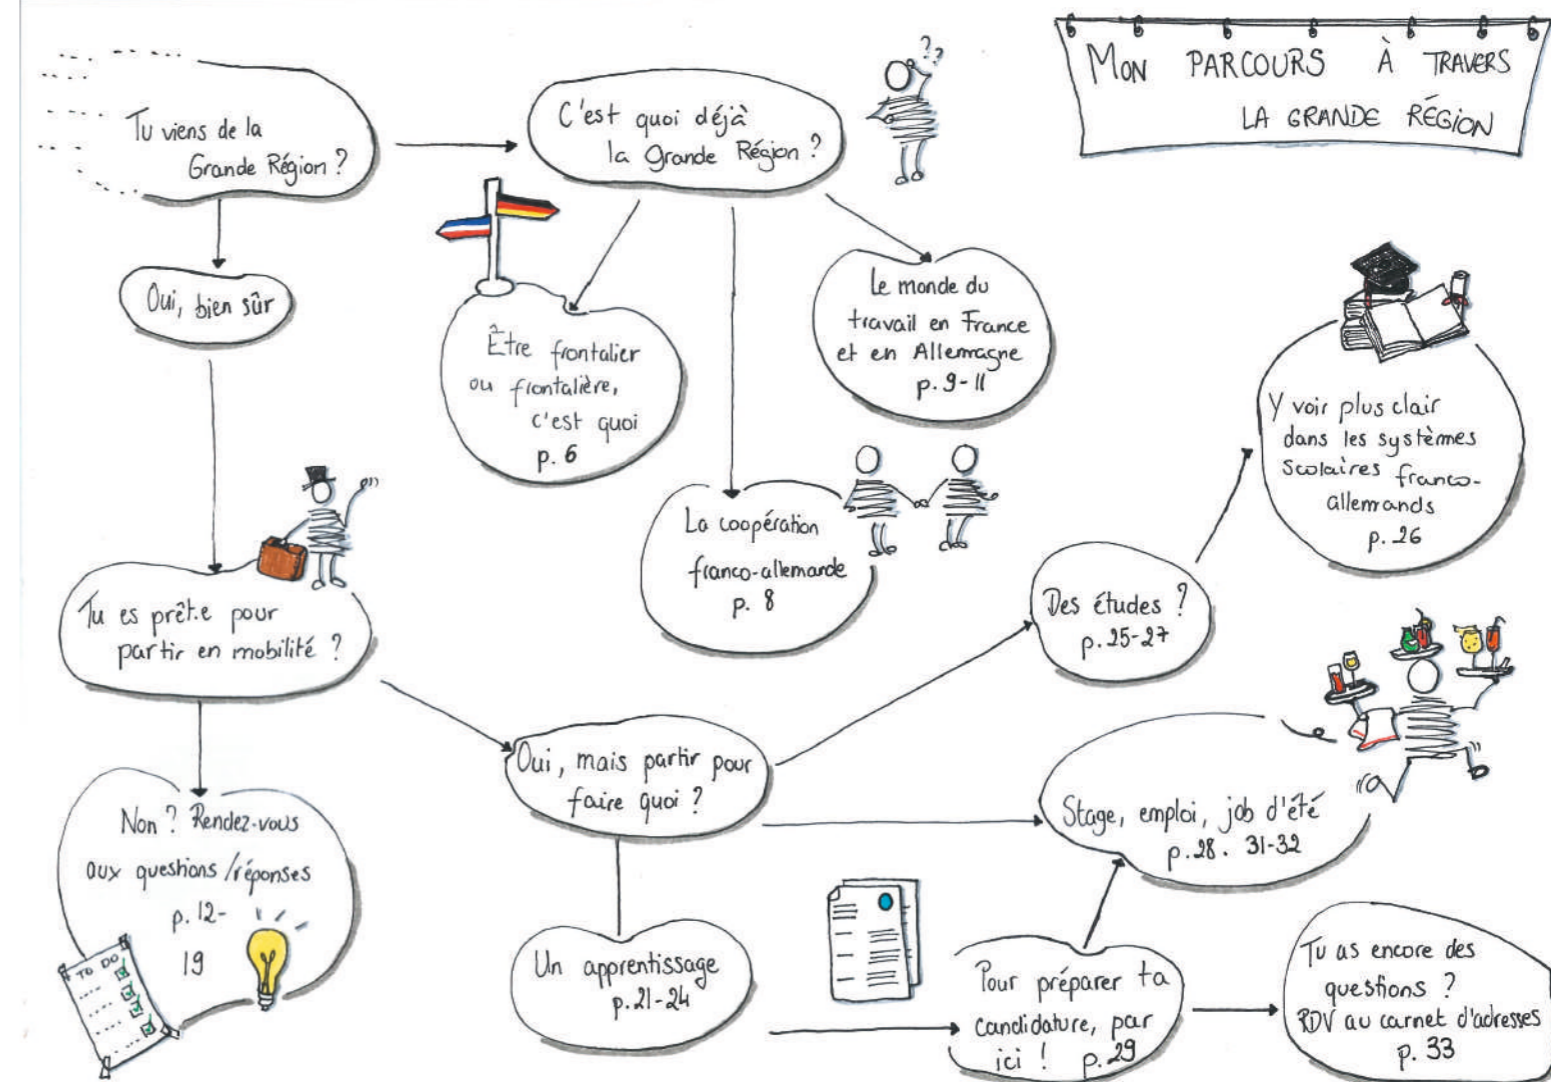 MON PARCOURS À TRAVERS
LA GRANDE RÉGION
Tu viens de la
Grande Région ?
C'est quoi déjà
la Grande Région ?
??
Oui, bien sûr
Être frontalier
ou frontalière,
c'est quoi
p. 6
Le monde du
travail en France
et en Allemagne
p. 9-11
La coopération
franco-allemande
p. 8
Y voir plus clair
dans les systèmes
scolaires franco-
allemands
p. 26
Tu es prêt.e pour
partir en mobilité ?
Des études ?
p. 25-27
Oui, mais partir pour
faire quoi ?
Non ? Rendez-vous
aux questions/réponses
p. 12-
19
TO DO
Stage, emploi, job d'été
p. 28. 31-32
Un apprentissage
p. 21-24
Pour préparer ta
candidature, par
ici ! p. 29
Tu as encore des
questions ?
RDV au carnet d'adresses
p. 33